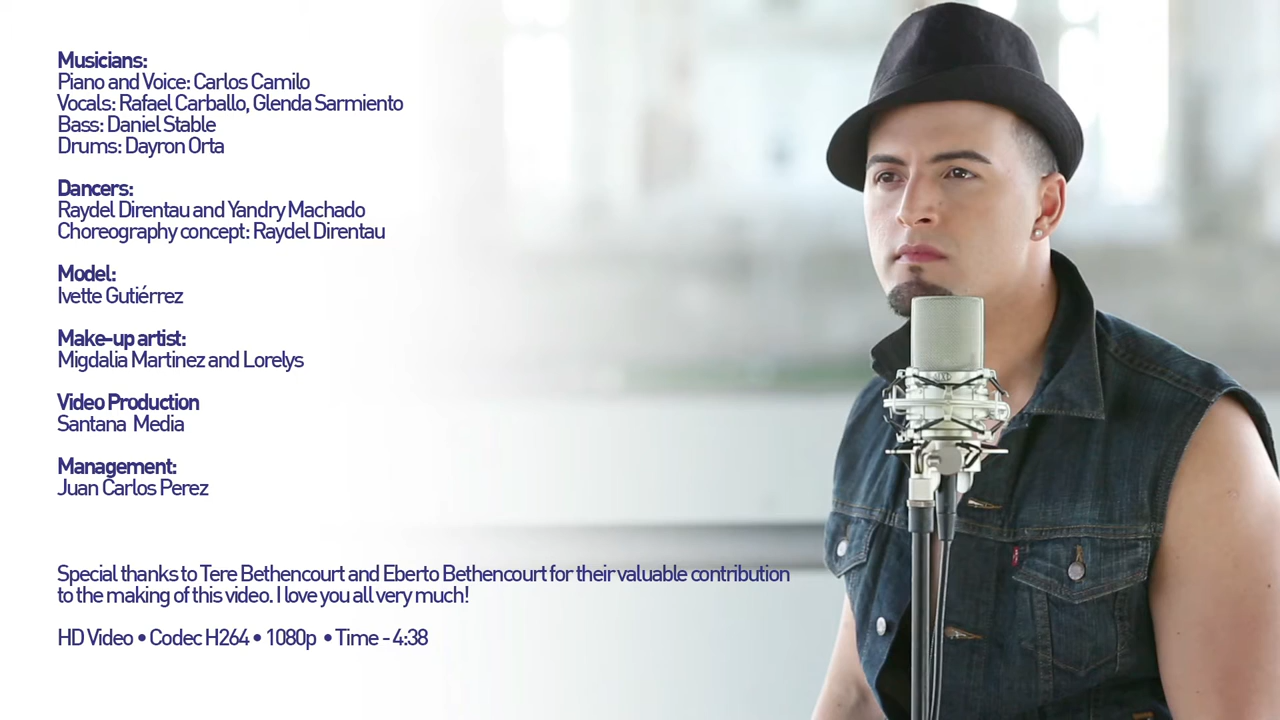 Musicians:
Piano and Voice: Carlos Camilo
Vocals: Rafael Carballo, Glenda Sarmiento
Bass: Daniel Stable
Drums: Dayron Orta
Dancers:
Raydel Direntau and Yandry Machado
Choreography concept: Raydel Direntau
Model:
Ivette Gutiérrez
Make-up artist:
Migdalia Martinez and Lorelys
Video Production
Santana Media
Management:
Juan Carlos Perez
Special thanks to Tere Bethencourt and Eberto Bethencourt for their valuable contribution
to the making of this video. I love you all very much!
HD Video • Codec H264 • 1080p • Time - 4:38